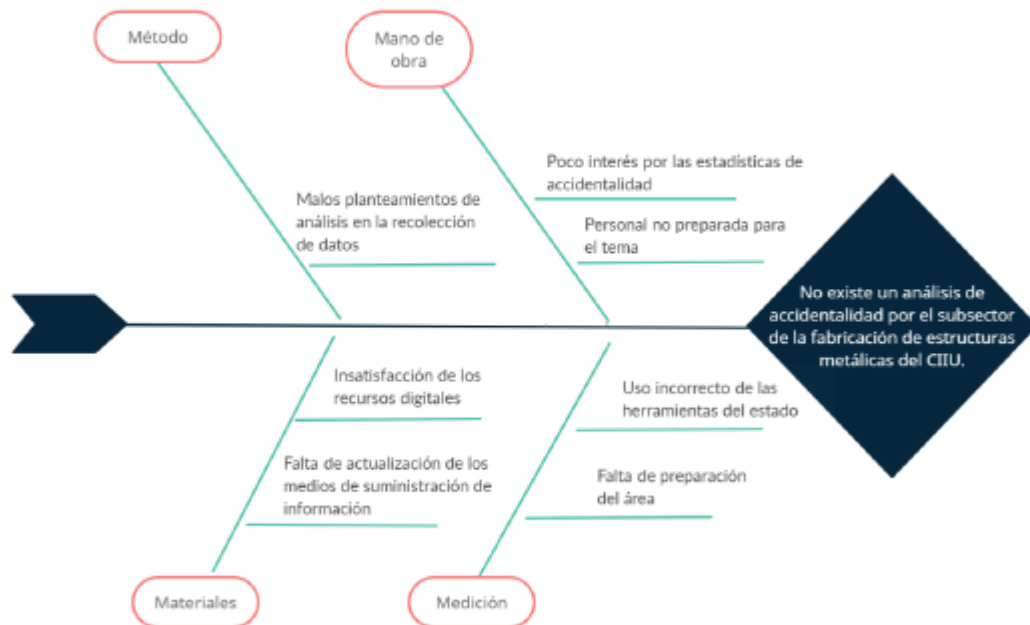 Método
Mano de
obra
Poco interés por las estadísticas de
accidentalidad
Malos planteamientos de
análisis en la recolección
de datos
Personal no preparada para
el tema
No existe un análisis de
accidentalidad por el subsector
de la fabricación de estructuras
metálicas del CIIU.
Insatisfacción de los
recursos digitales
Uso incorrecto de las
herramientas del estado
Falta de actualización de los
medios de suministración de
información
Falta de preparación
del área
Materiales
Medición